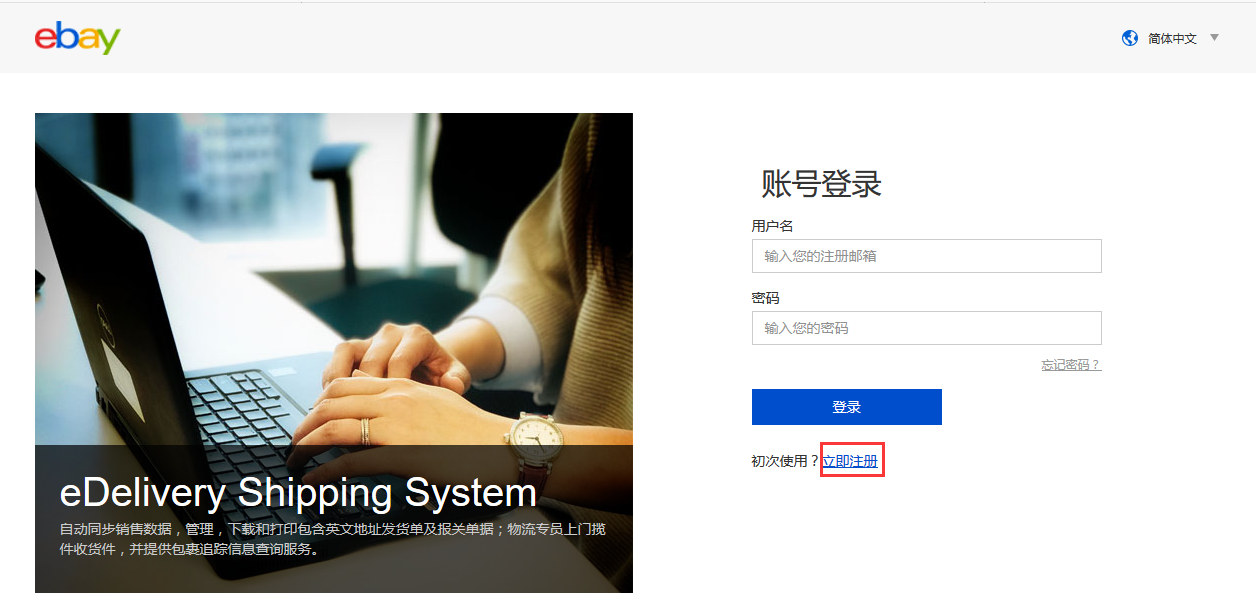 ebay
简体中文
账号登录
用户名
输入您的注册邮箱
密码
输入您的密码
忘记密码？
登录
初次使用？立即注册
eDelivery Shipping System
自动同步销售数据，管理，下载和打印包含英文地址发货单及报关单据；物流专员上门揽
件收货件，并提供包裹追踪信息查询服务。